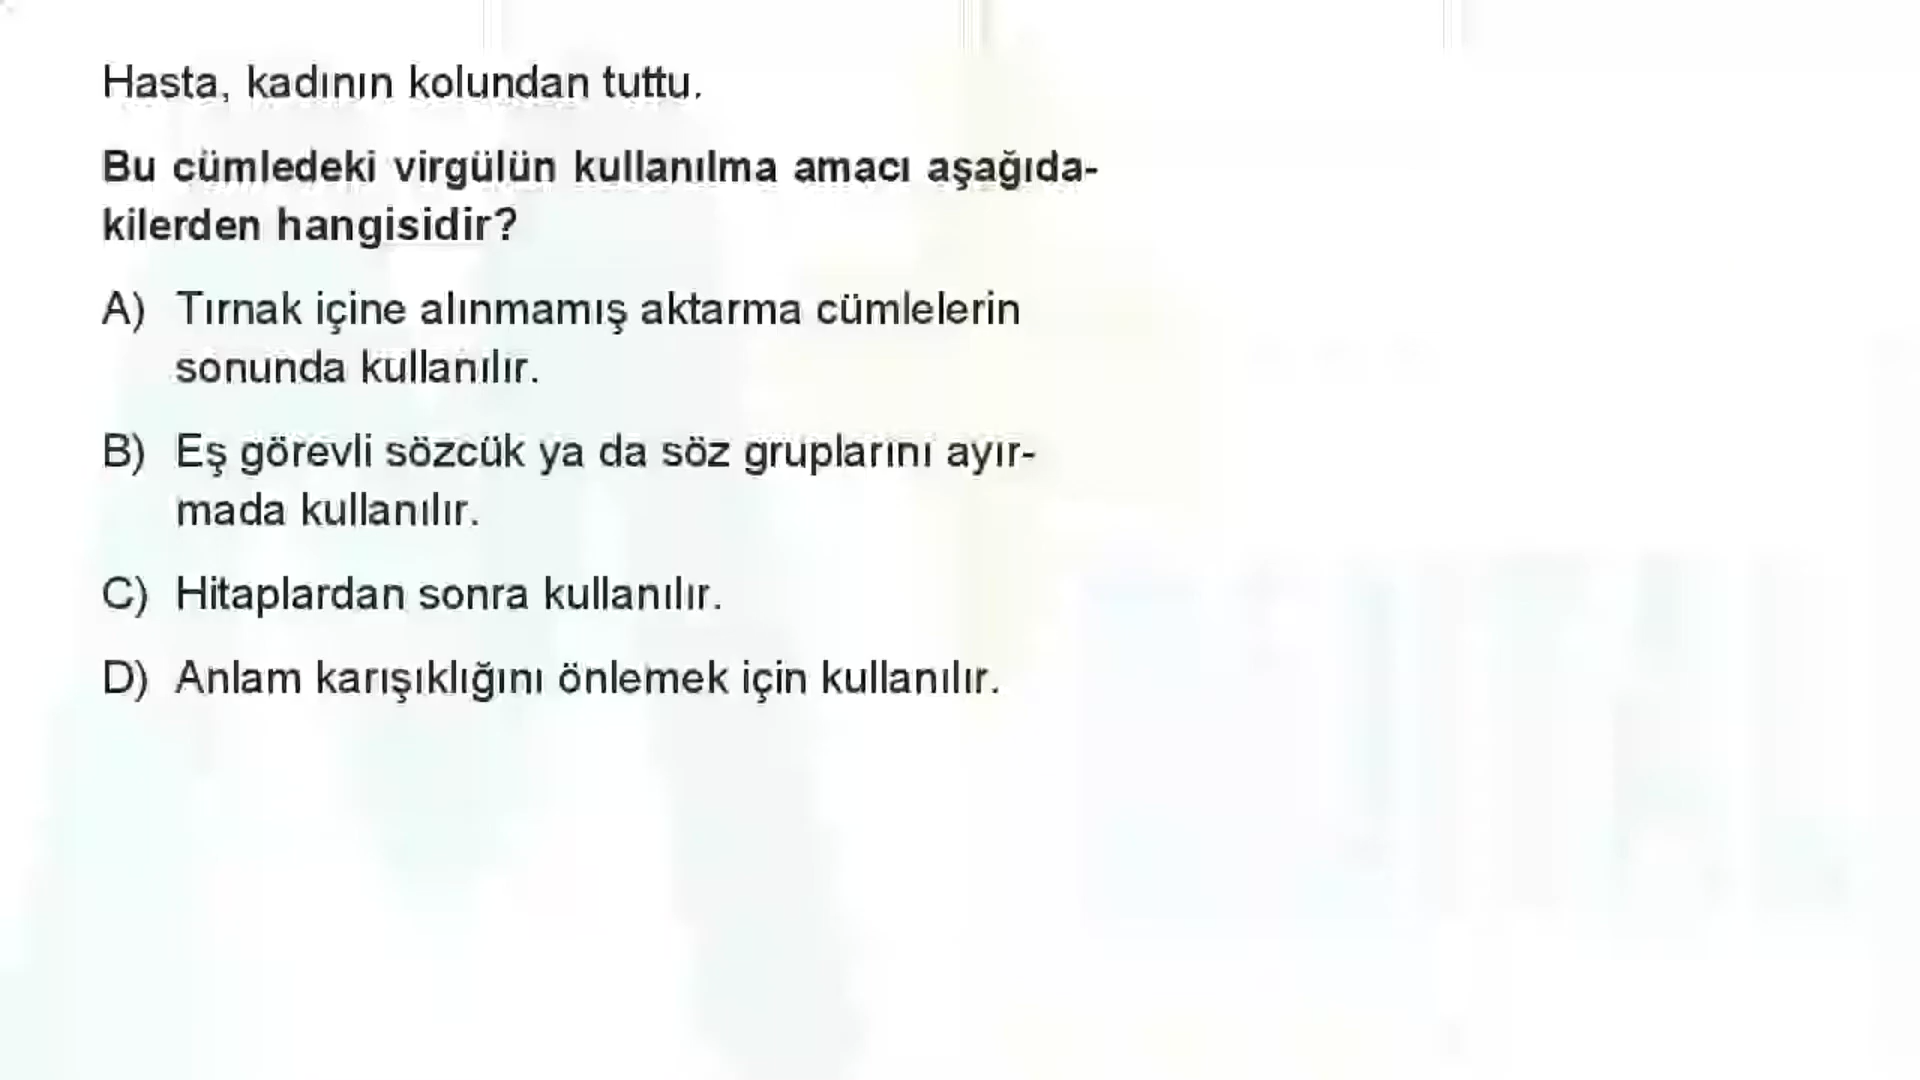 Hasta, kadının kolundan tuttu.
Bu cümledeki virgülün kullanılma amacı aşağıda-
kilerden hangisidir?
A) Tırnak içine alınmamış aktarma cümlelerin
sonunda kullanılır.
B) Eş görevli sözcük ya da söz gruplarını ayır-
mada kullanılır.
C) Hitaplardan sonra kullanılır.
D) Anlam karışıklığını önlemek için kullanılır.